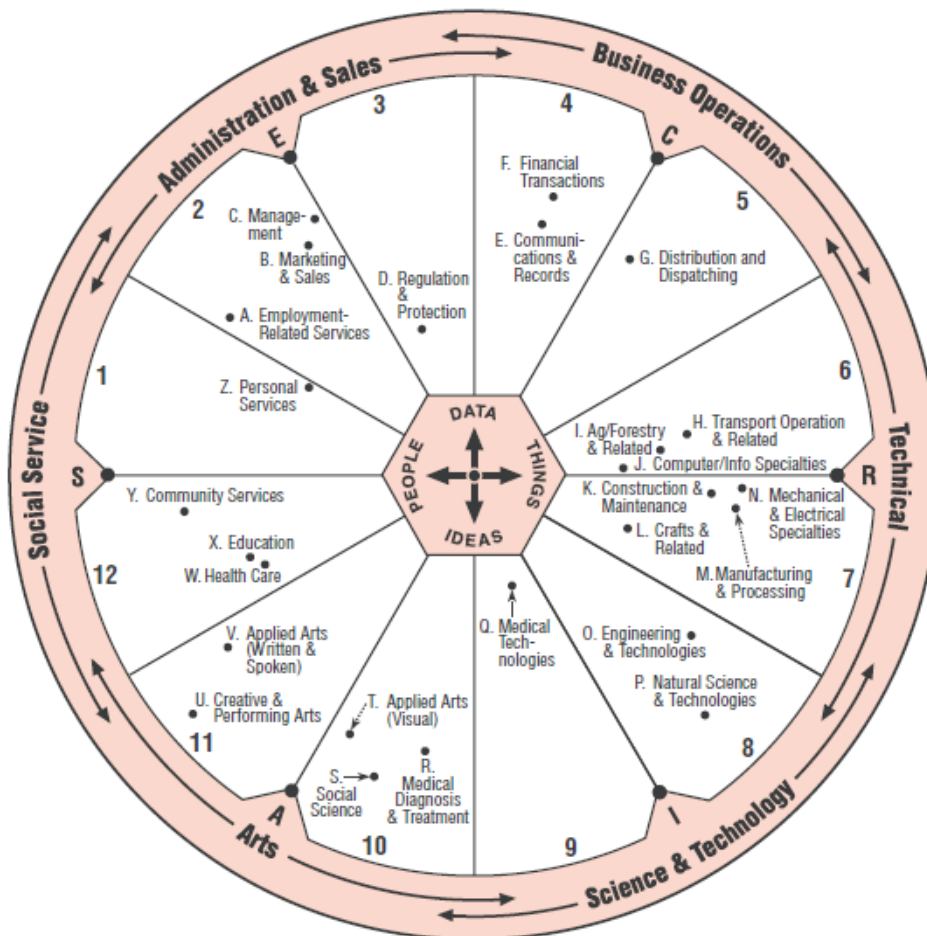 Administration & Sales
Business Operations
3
4
E
C
2
5
F. Financial
Transactions
C. Manage-
ment
B. Marketing
& Sales
E. Communi-
cations &
Records
G. Distribution and
Dispatching
D. Regulation
&
Protection
A. Employment-
Related Services
1
6
Z. Personal
Services
DATA
PEOPLE
THINGS
IDEAS
H. Transport Operation
& Related
I. Ag/Forestry
& Related
J. Computer/Info Specialties
Social Service
S
R
Technical
Y. Community Services
K. Construction &
Maintenance
N. Mechanical
& Electrical
Specialties
X. Education
W. Health Care
L. Crafts &
Related
M. Manufacturing
& Processing
12
7
Q. Medical
Tech-
nologies
V. Applied Arts
(Written &
Spoken)
O. Engineering
& Technologies
U. Creative &
Performing Arts
T. Applied Arts
(Visual)
P. Natural Science
& Technologies
11
8
S.
Social
Science
R.
Medical
Diagnosis
& Treatment
A
I
10
9
Arts
Science & Technology